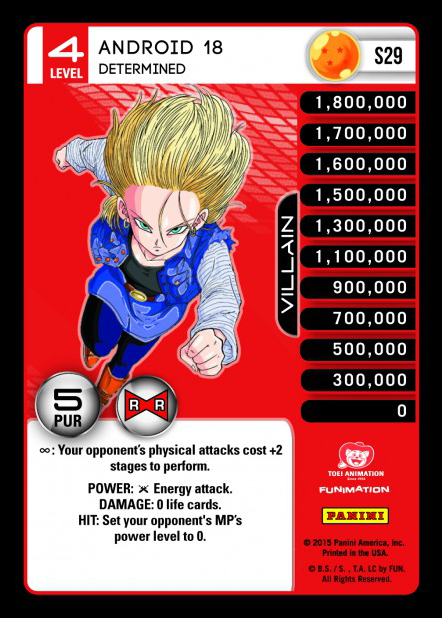 4
LEVEL
ANDROID 18
DETERMINED
S29
1,800,000
1,700,000
1,600,000
1,500,000
1,300,000
1,100,000
900,000
700,000
500,000
300,000
0
VILLAIN
5
PUR
R R
∞: Your opponent's physical attacks cost +2
stages to perform.
POWER: Energy attack.
DAMAGE: 0 life cards.
HIT: Set your opponent's MP's
power level to 0.
TOEI ANIMATION
Since 1956
FUNIMATION
PANINI
© 2015 Panini America, Inc.
Printed in the USA.
© B.S. / S. , T.A. LC by FUN.
All Rights Reserved.